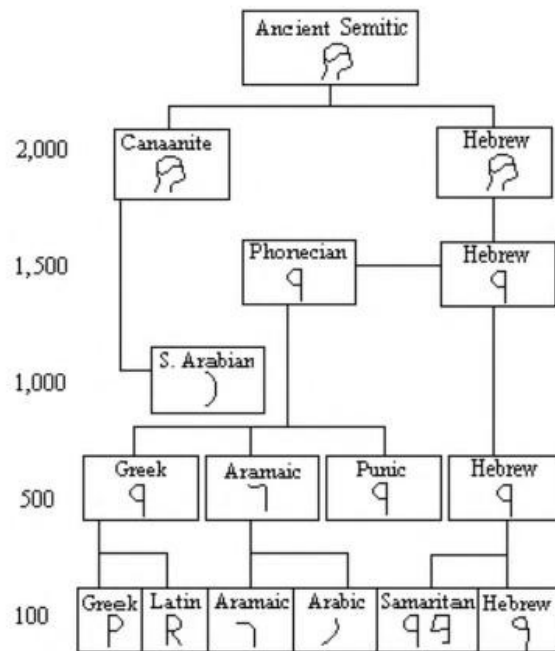 Ancient Semitic
2,000
Canaanite
Hebrew
1,500
Phonecian
Hebrew
1,000
S. Arabian
500
Greek
Aramaic
Punic
Hebrew
100
Greek
P
Latin
R
Aramaic
Arabic
Samaritan
Hebrew